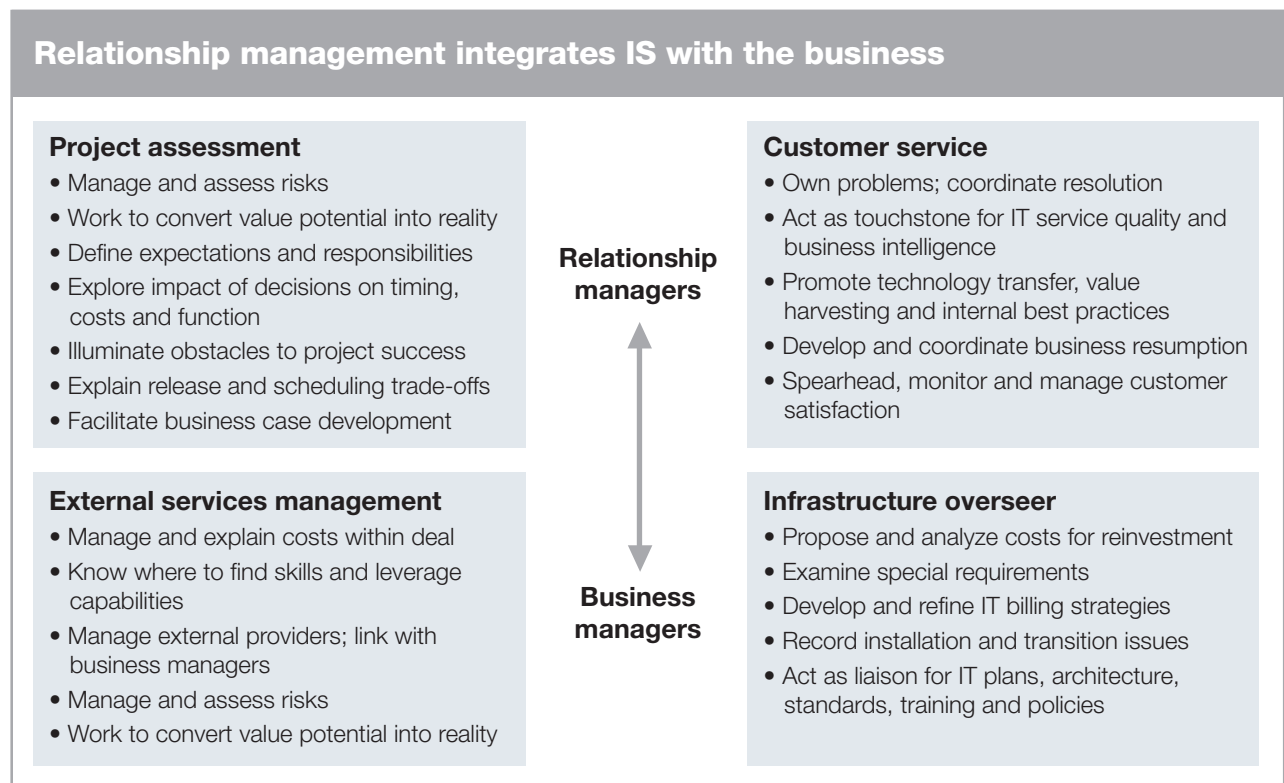 Relationship management integrates IS with the business
Project assessment
• Manage and assess risks
• Work to convert value potential into reality
• Define expectations and responsibilities
• Explore impact of decisions on timing,
costs and function
• Illuminate obstacles to project success
• Explain release and scheduling trade-offs
• Facilitate business case development
External services management
• Manage and explain costs within deal
• Know where to find skills and leverage
capabilities
• Manage external providers; link with
business managers
• Manage and assess risks
• Work to convert value potential into reality
Relationship
managers
Business
managers
Customer service
• Own problems; coordinate resolution
• Act as touchstone for IT service quality and
business intelligence
• Promote technology transfer, value
harvesting and internal best practices
• Develop and coordinate business resumption
• Spearhead, monitor and manage customer
satisfaction
Infrastructure overseer
• Propose and analyze costs for reinvestment
• Examine special requirements
• Develop and refine IT billing strategies
• Record installation and transition issues
• Act as liaison for IT plans, architecture,
standards, training and policies